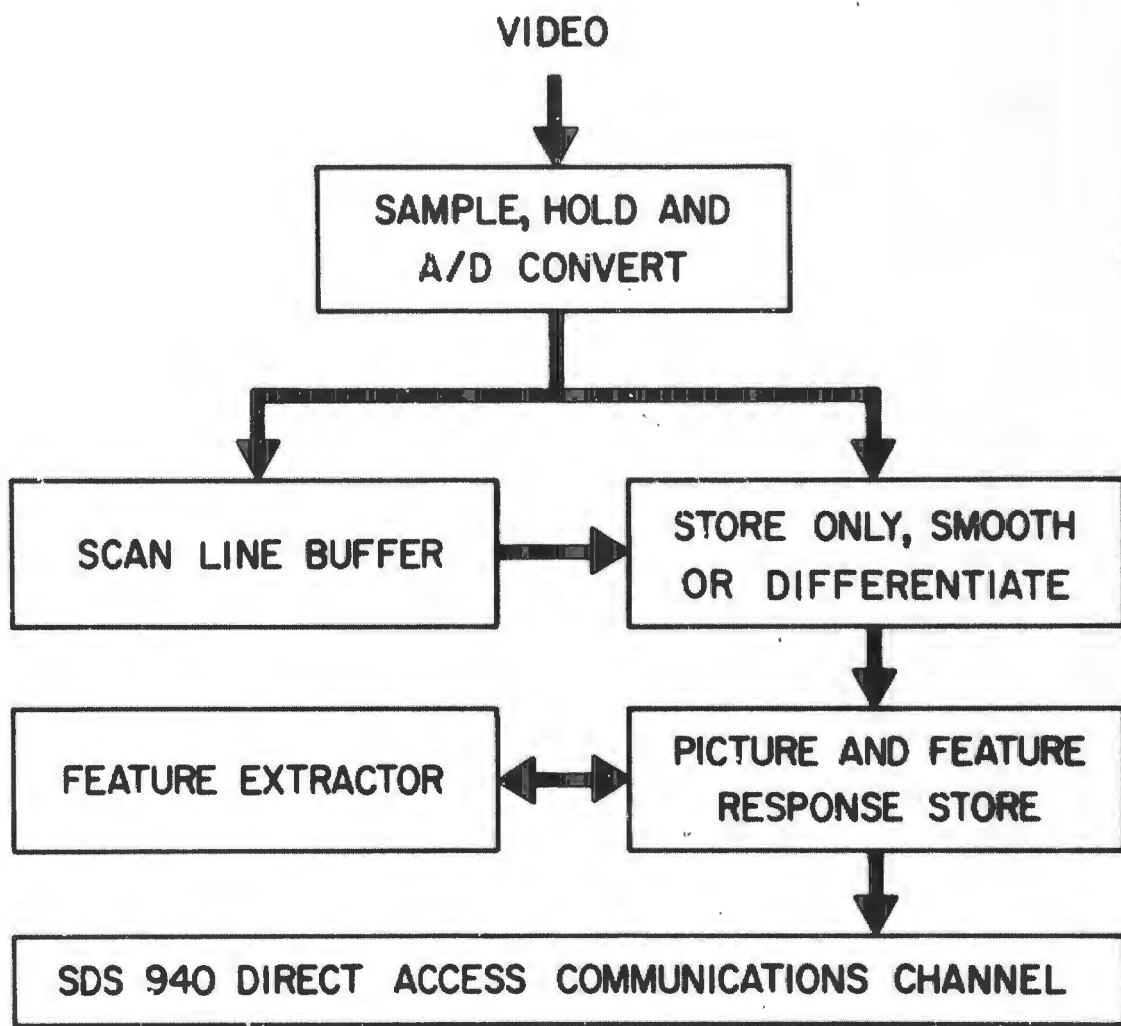 VIDEO
SAMPLE, HOLD AND
A/D CONVERT
SCAN LINE BUFFER
STORE ONLY, SMOOTH
OR DIFFERENTIATE
FEATURE EXTRACTOR
PICTURE AND FEATURE
RESPONSE STORE
SDS 940 DIRECT ACCESS COMMUNICATIONS CHANNEL